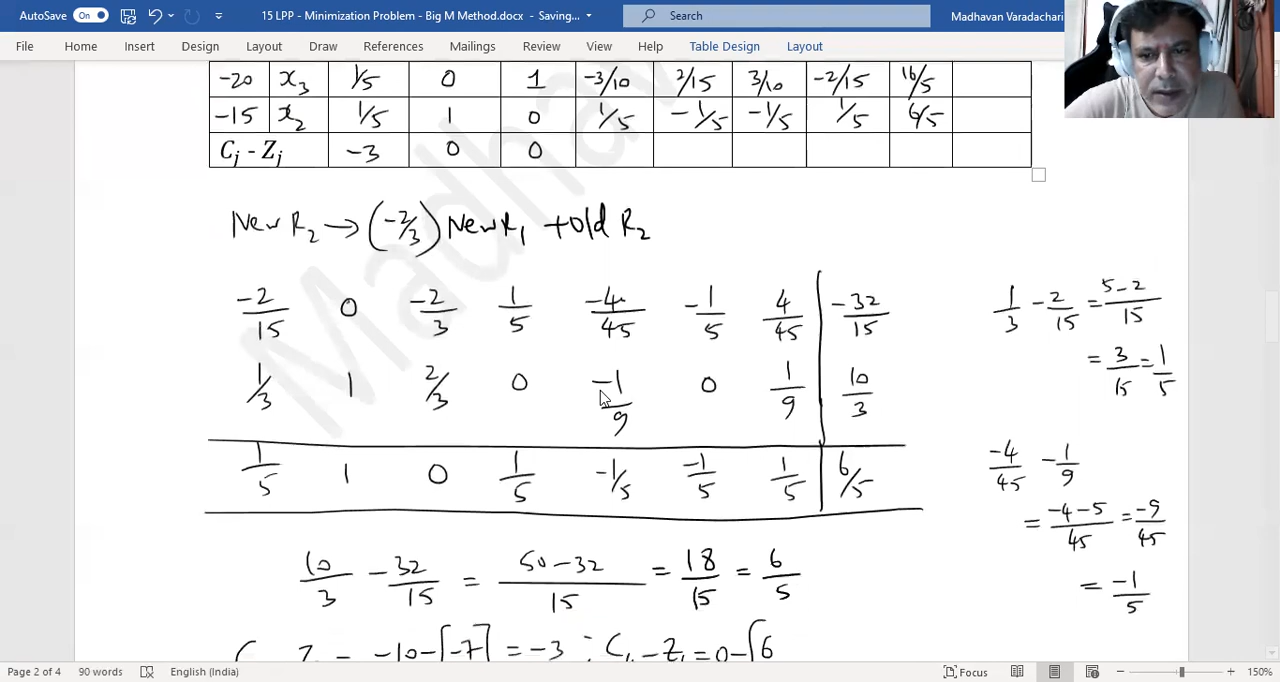 AutoSave On 15 LPP - Minimization Problem - Big M Method.docx - Saving... Search Madhavan Varadachari
File Home Insert Design Layout References Mailings Review View Help Table Design Layout
-20 x₃ 1/5 0 1 -3/10 2/15 3/10 -2/15 16/5
-15 x₂ 1/5 1 0 1/5 -1/5 -1/5 1/5 6/5
Cj - Zj -3 0 0
Madhav
New R₂ → (-2/3) New R₁ + Old R₂
-2/15 0 -2/3 1/5 -4/45 -1/5 4/45 -32/15
1/3 1 2/3 0 -1/9 0 1/9 10/3
1/5 1 0 1/5 -1/5 -1/5 1/5 6/5
1/3 - 2/15 = 5-2/15
= 3/15 = 1/5
-4/45 - 1/9
= -4-5/45 = -9/45
= -1/5
10/3 - 32/15 = 50-32/15 = 18/15 = 6/5
= -10-[-7] = -3 ; = 0-[6
Page 2 of 4 90 words English (India) Focus 150%